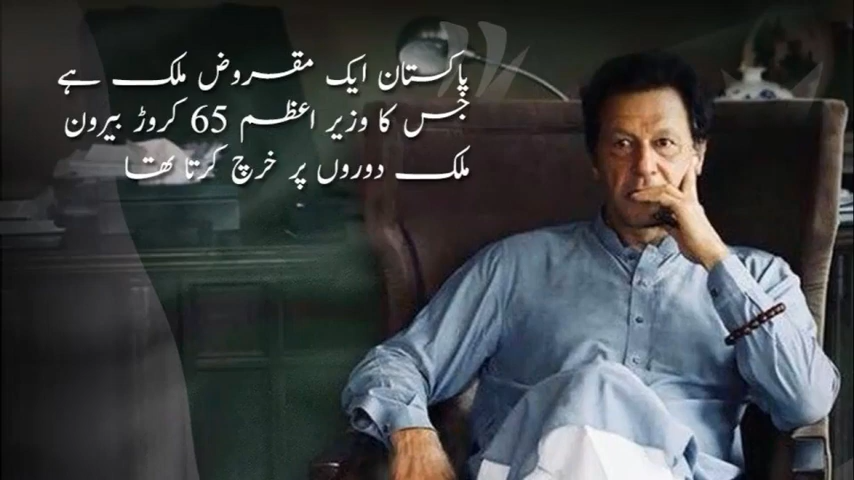 پاکستان ایک مقروض ملک ہے
جس کا وزیر اعظم 65 کروڑ بیرون
ملک دوروں پر خرچ کرتا تھا